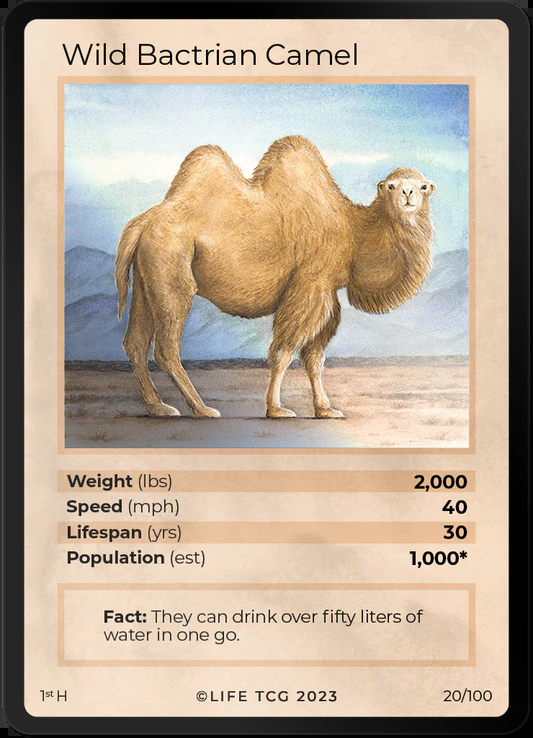 Wild Bactrian Camel
Weight (lbs) 2,000
Speed (mph) 40
Lifespan (yrs) 30
Population (est) 1,000*
Fact: They can drink over fifty liters of
water in one go.
1st H ©LIFE TCG 2023 20/100